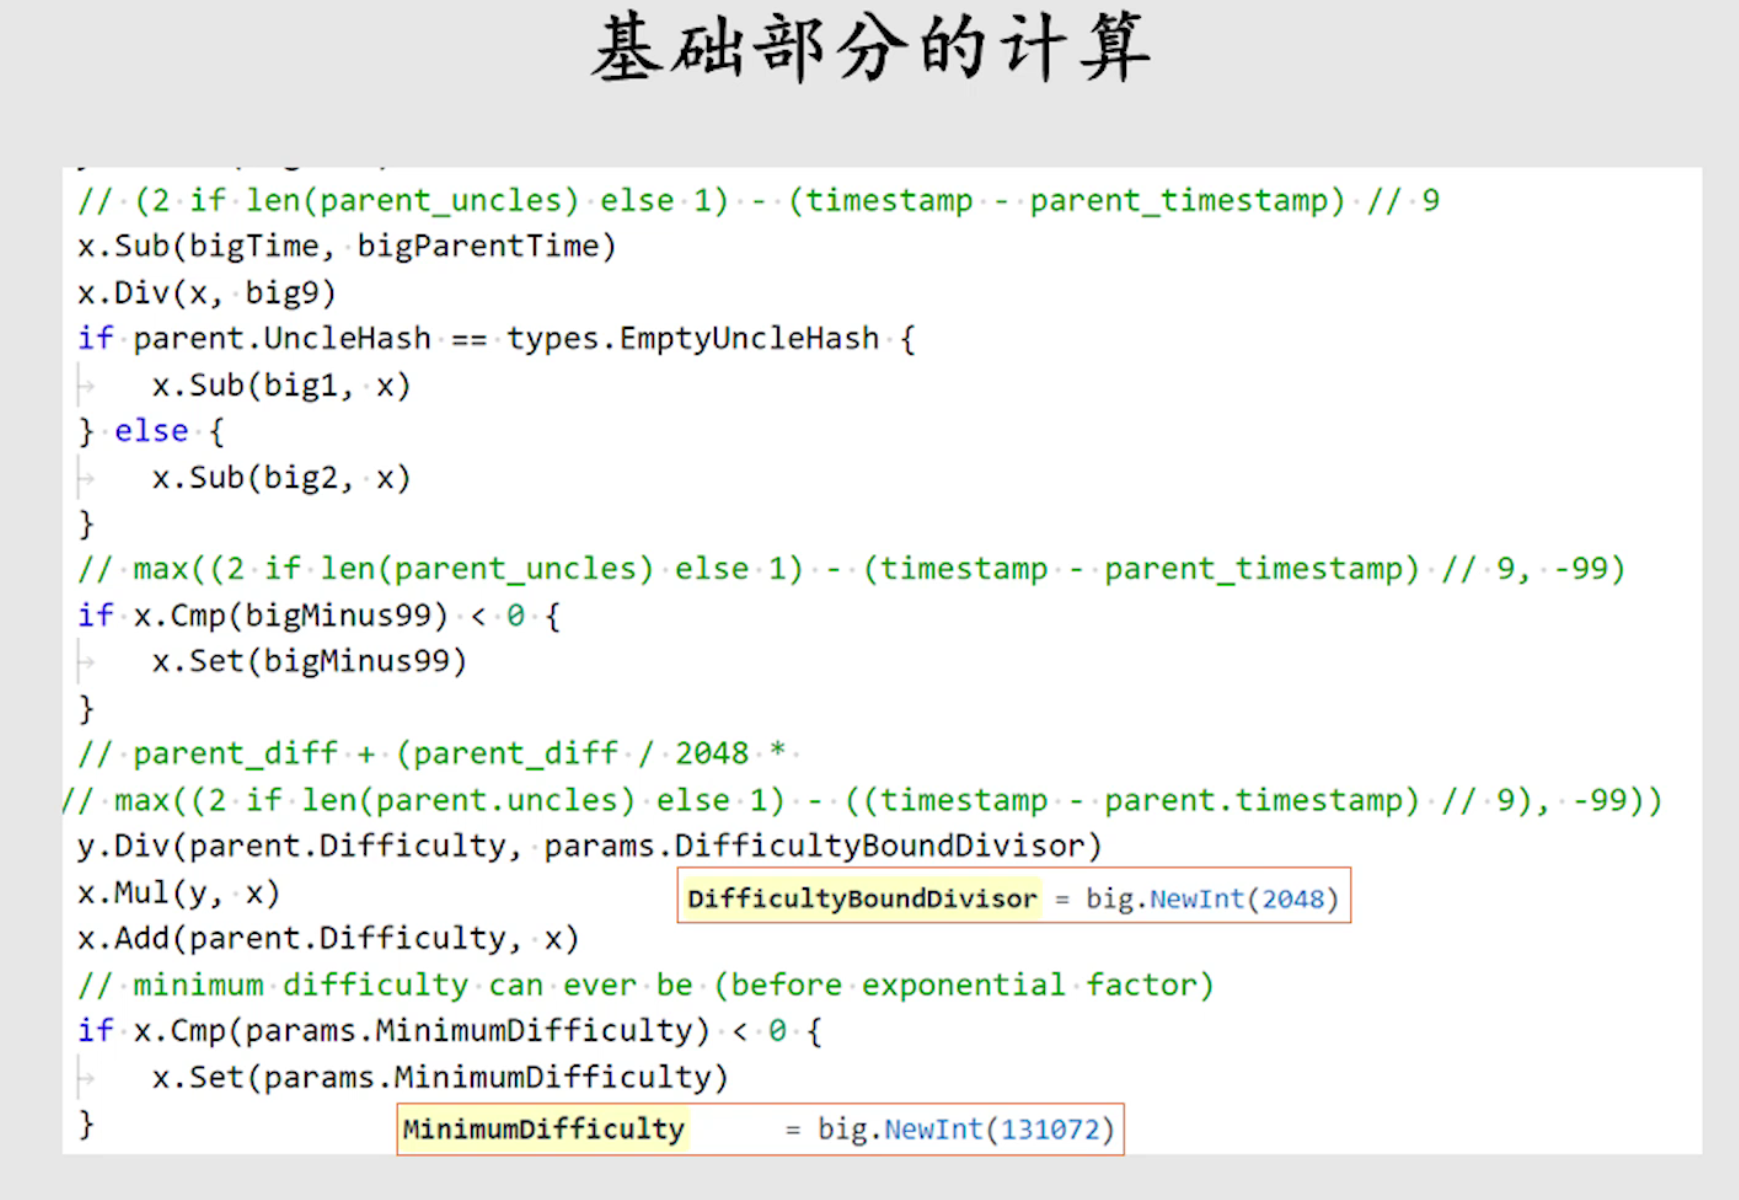 基础部分的计算
// (2 if len(parent_uncles) else 1) - (timestamp - parent_timestamp) // 9
x.Sub(bigTime, bigParentTime)
x.Div(x, big9)
if parent.UncleHash == types.EmptyUncleHash {
x.Sub(big1, x)
} else {
x.Sub(big2, x)
}
// max((2 if len(parent_uncles) else 1) - (timestamp - parent_timestamp) // 9, -99)
if x.Cmp(bigMinus99) < 0 {
x.Set(bigMinus99)
}
// parent_diff + (parent_diff / 2048 *
// max((2 if len(parent.uncles) else 1) - ((timestamp - parent.timestamp) // 9), -99))
y.Div(parent.Difficulty, params.DifficultyBoundDivisor)
x.Mul(y, x)
DifficultyBoundDivisor = big.NewInt(2048)
x.Add(parent.Difficulty, x)
// minimum difficulty can ever be (before exponential factor)
if x.Cmp(params.MinimumDifficulty) < 0 {
x.Set(params.MinimumDifficulty)
}
MinimumDifficulty = big.NewInt(131072)